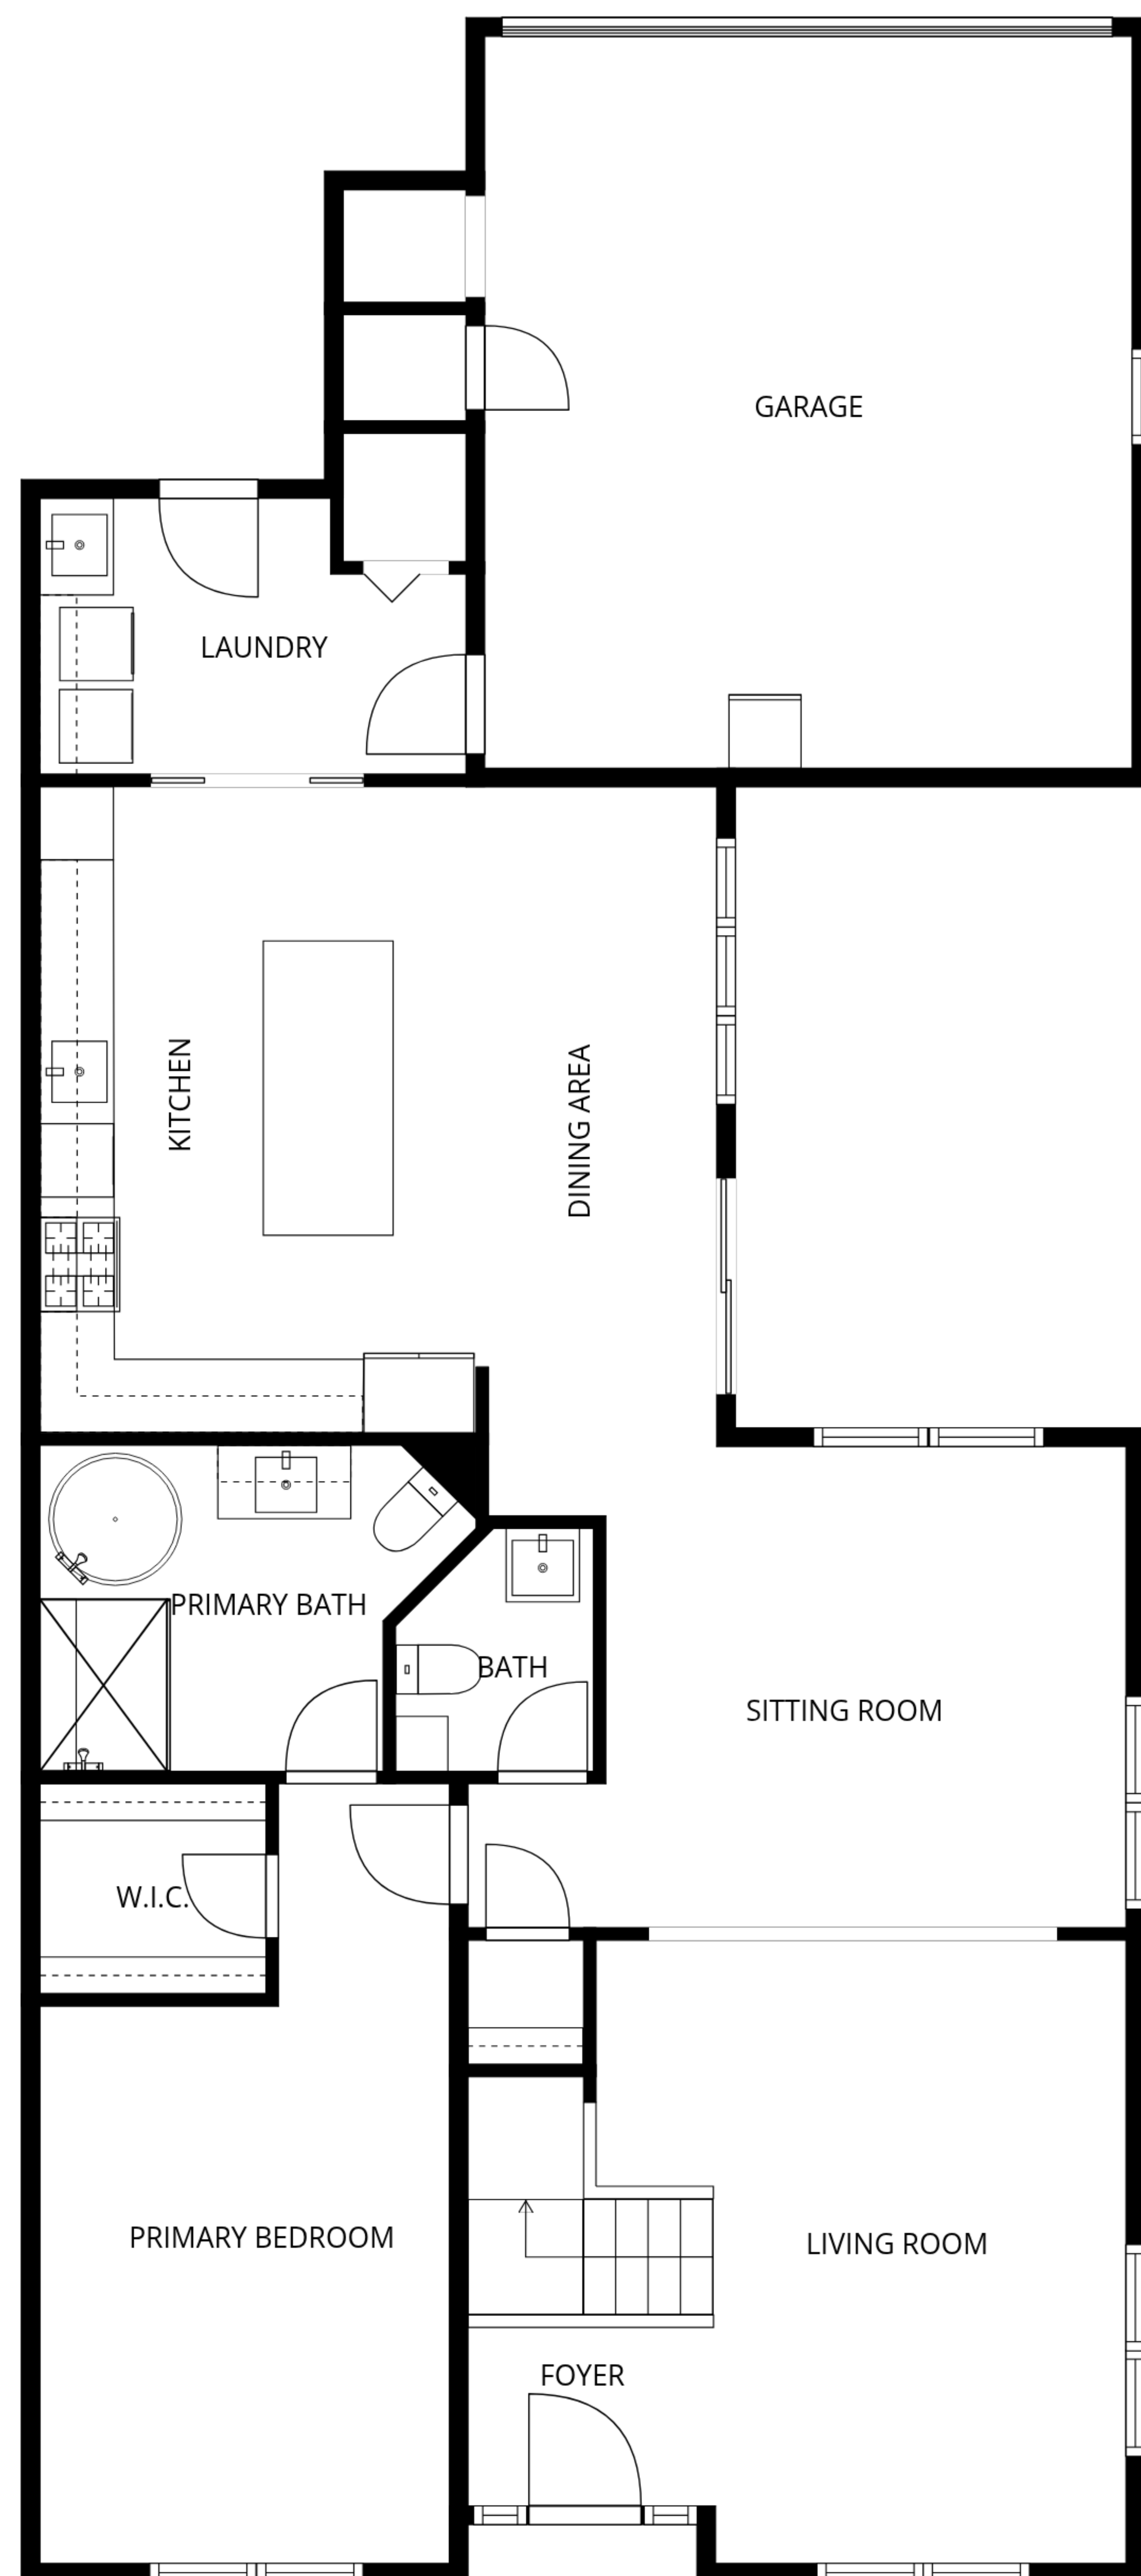 GARAGE
LAUNDRY
KITCHEN
DINING AREA
PRIMARY BATH
BATH
SITTING ROOM
W.I.C.
PRIMARY BEDROOM
LIVING ROOM
FOYER